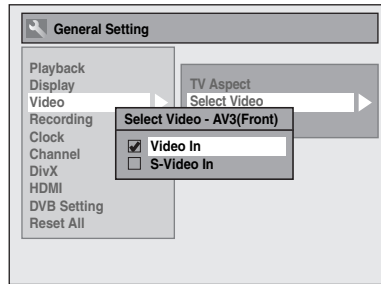 General Setting
Playback
Display
Video
Recording
Clock
Channel
DivX
HDMI
DVB Setting
Reset All
TV Aspect
Select Video
Select Video - AV3(Front)
Video In
S-Video In